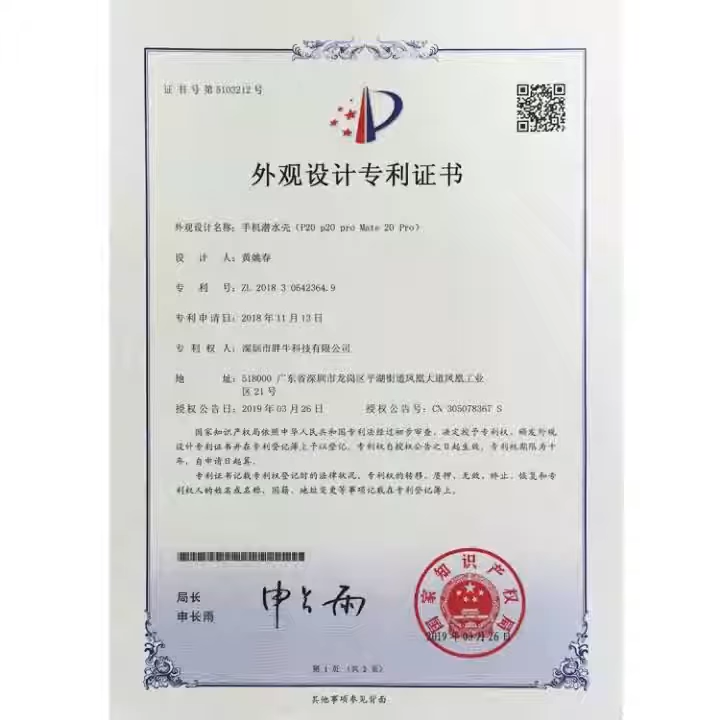 证书号第5103212号
外观设计专利证书
外观设计名称：手机潜水壳（P20 p20 pro Mate 20 Pro）
设 计 人：黄姚春
专 利 号：ZL 2018 3 0642364.9
专利申请日：2018年11月13日
专 利 权 人：深圳市胖牛科技有限公司
地 址：518000 广东省深圳市龙岗区平湖街道凤凰大道凤凰工业
区21号
授权公告日：2019年03月26日 授权公告号：CN 305078367 S
国家知识产权局依照中华人民共和国专利法经过初步审查，决定授予专利权，颁发外观
设计专利证书并在专利登记簿上予以登记。专利权自授权公告之日起生效。专利权期限为十
年，自申请日起算。
专利证书记载专利权登记时的法律状况。专利权的转移、质押、无效、终止、恢复和专
利权人的姓名或名称、国籍、地址变更等事项记载在专利登记簿上。
局长
申长雨
申长雨
国家知识产权局
2019年03月26日
第1页（共2页）
其他事项参见背面